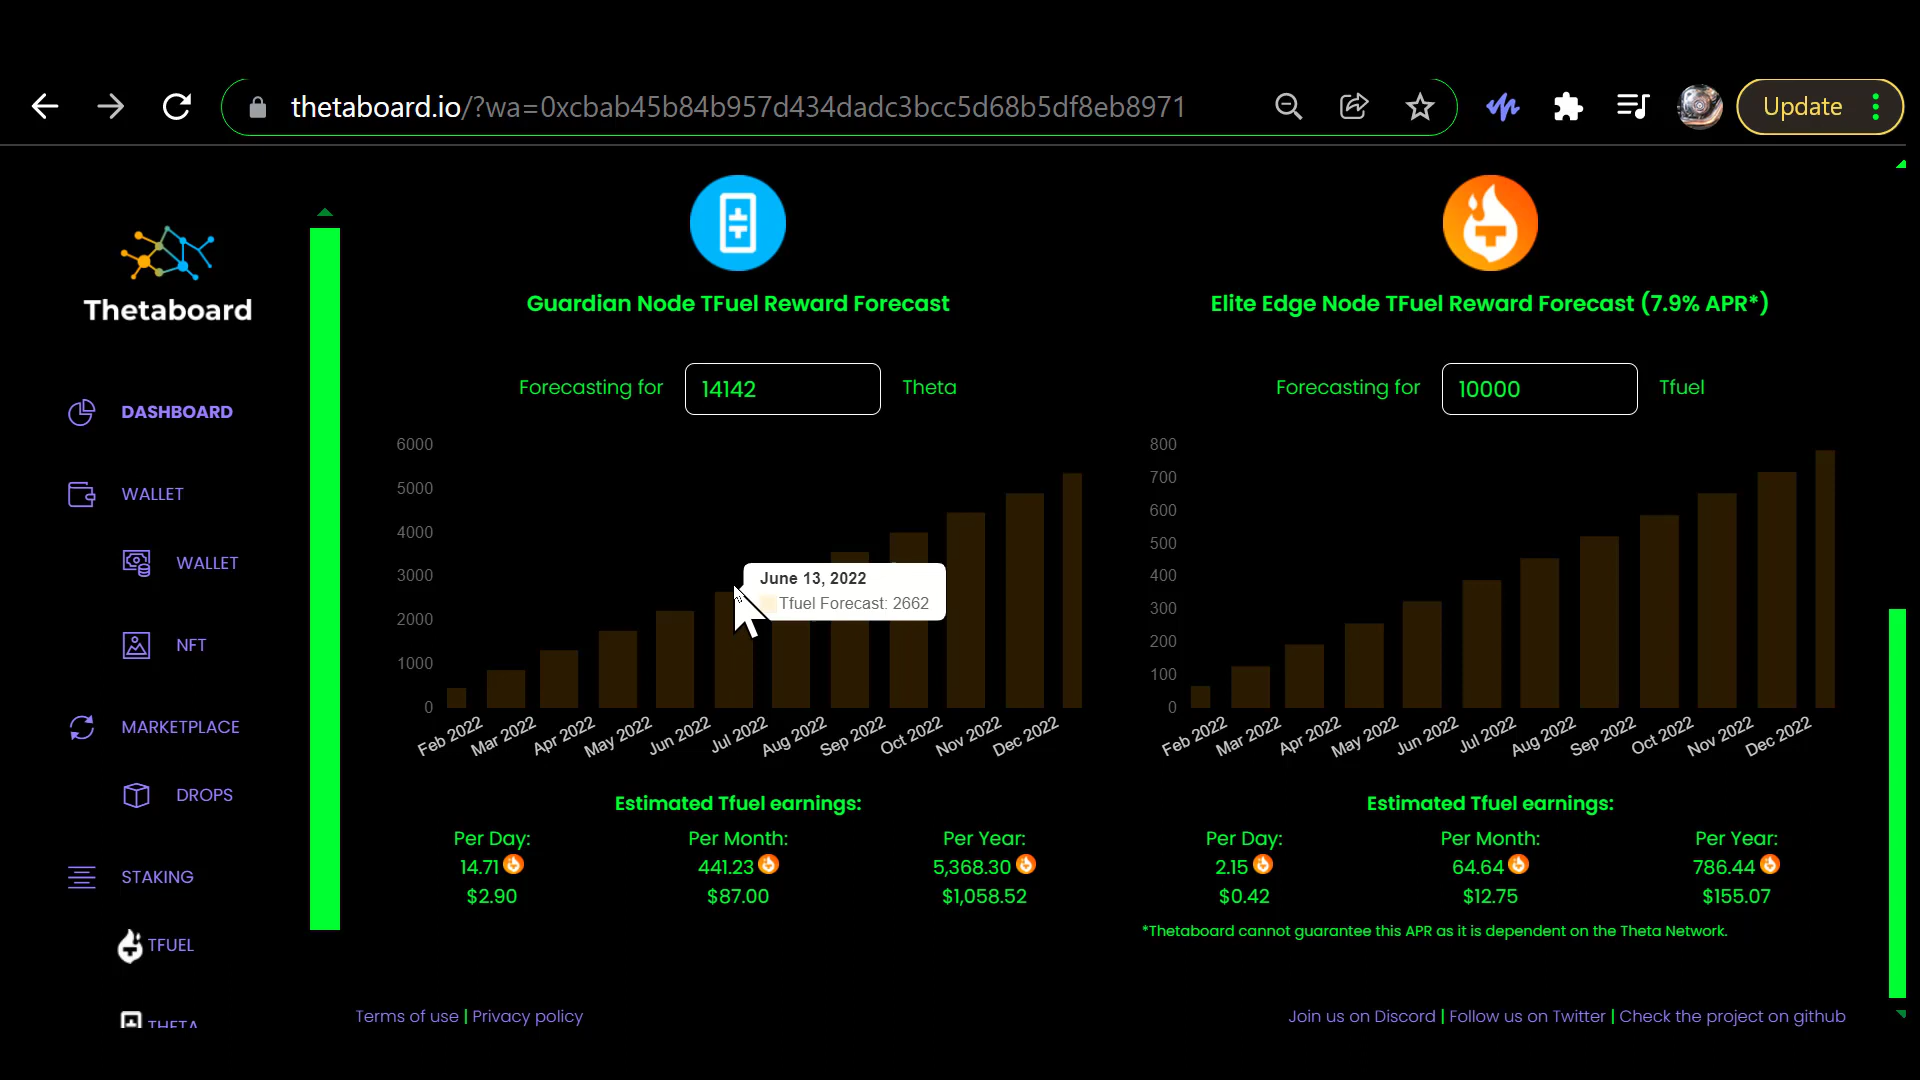 thetaboard.io/?wa=0xcbab45b84b957d434dadc3bcc5d68b5df8eb8971
Update
Thetaboard
DASHBOARD
WALLET
WALLET
NFT
MARKETPLACE
DROPS
STAKING
TFUEL
THETA
Guardian Node TFuel Reward Forecast
Forecasting for 14142 Theta
6000
5000
4000
3000
2000
1000
0
June 13, 2022
Tfuel Forecast: 2662
Feb 2022 Mar 2022 Apr 2022 May 2022 Jun 2022 Jul 2022 Aug 2022 Sep 2022 Oct 2022 Nov 2022 Dec 2022
Estimated Tfuel earnings:
Per Day: Per Month: Per Year:
14.71 441.23 5,368.30
$2.90 $87.00 $1,058.52
Elite Edge Node TFuel Reward Forecast (7.9% APR*)
Forecasting for 10000 Tfuel
800
700
600
500
400
300
200
100
0
Feb 2022 Mar 2022 Apr 2022 May 2022 Jun 2022 Jul 2022 Aug 2022 Sep 2022 Oct 2022 Nov 2022 Dec 2022
Estimated Tfuel earnings:
Per Day: Per Month: Per Year:
2.15 64.64 786.44
$0.42 $12.75 $155.07
*Thetaboard cannot guarantee this APR as it is dependent on the Theta Network.
Terms of use | Privacy policy
Join us on Discord | Follow us on Twitter | Check the project on github